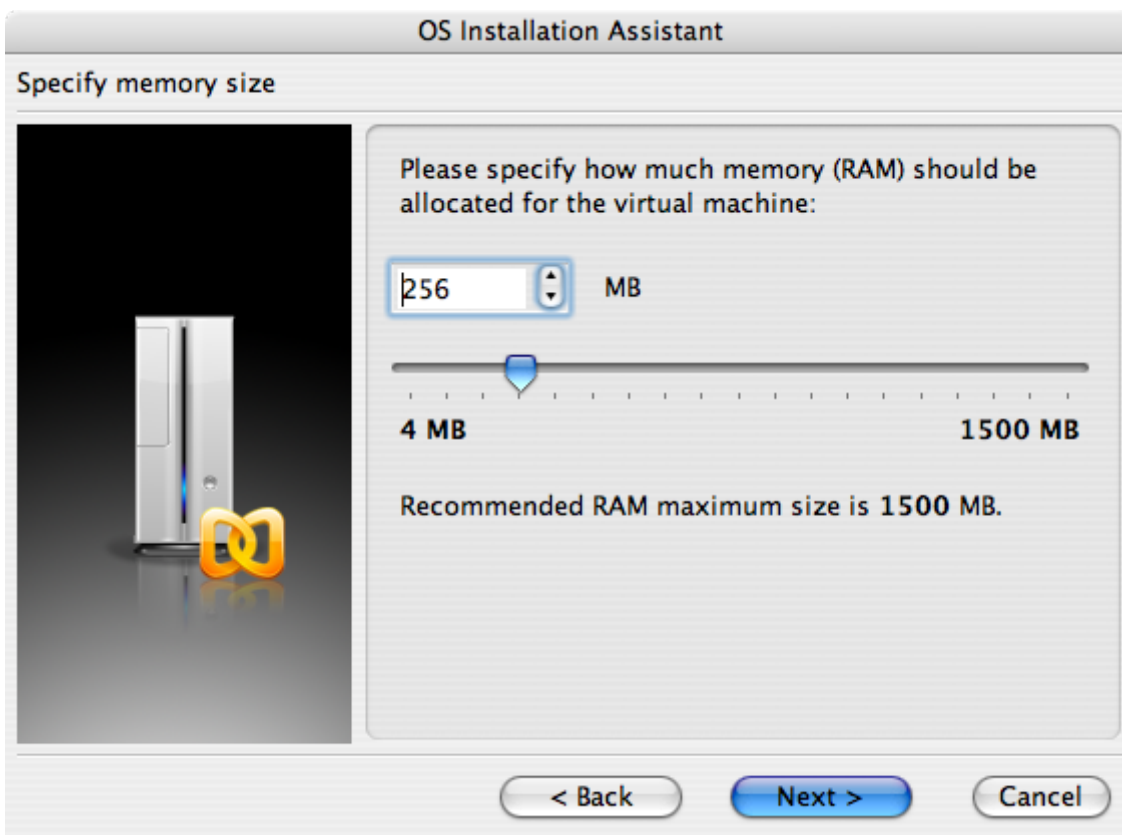 OS Installation Assistant
Specify memory size
Please specify how much memory (RAM) should be
allocated for the virtual machine:
256 MB
4 MB 1500 MB
Recommended RAM maximum size is 1500 MB.
< Back Next > Cancel